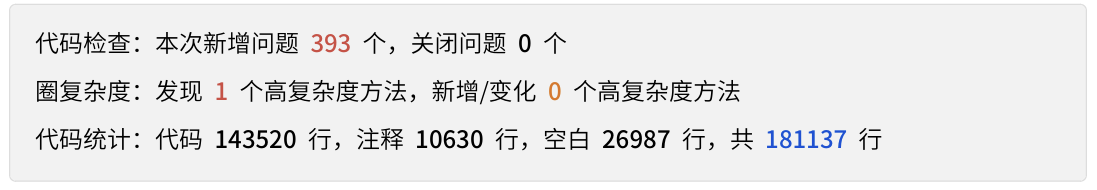 代码检查：本次新增问题 393 个，关闭问题 0 个
圈复杂度：发现 1 个高复杂度方法，新增/变化 0 个高复杂度方法
代码统计：代码 143520 行，注释 10630 行，空白 26987 行，共 181137 行